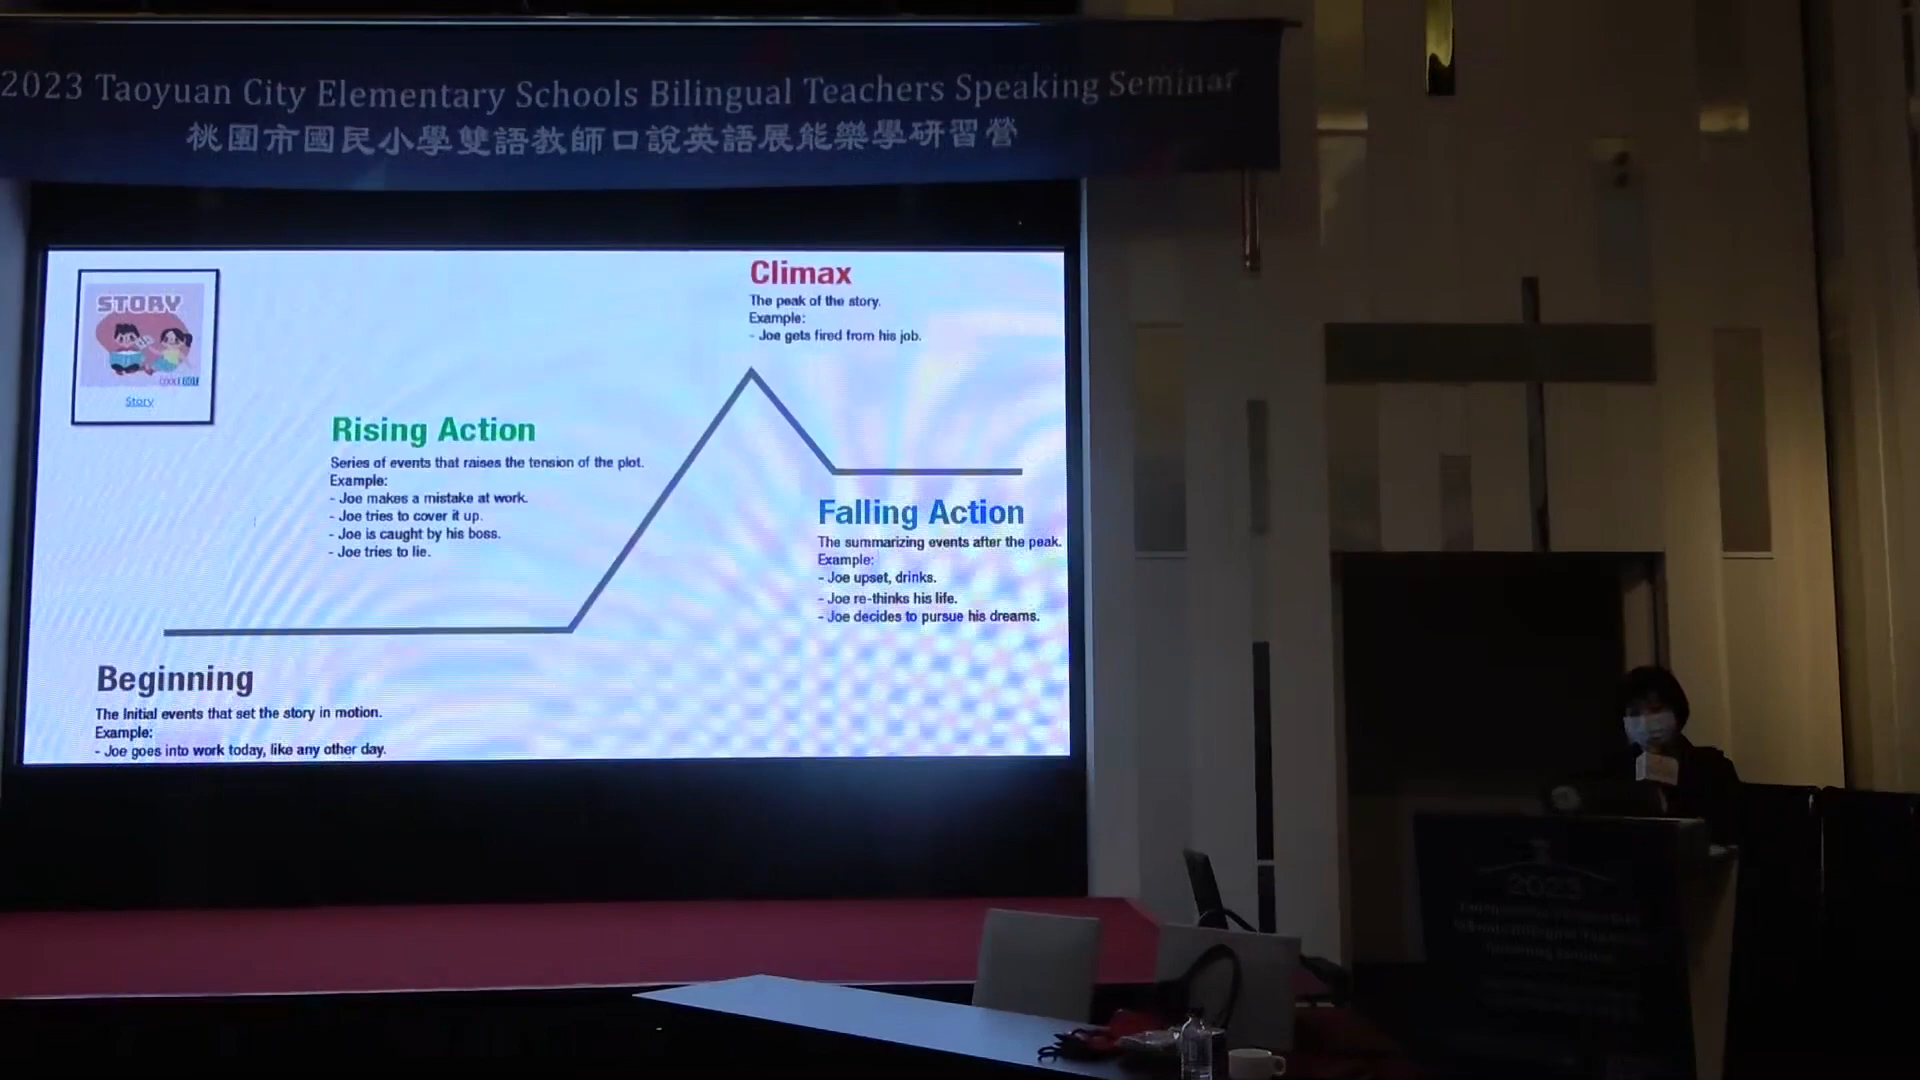 2023 Taoyuan City Elementary Schools Bilingual Teachers Speaking Seminar
桃園市國民小學雙語教師口說英語展能樂學研習營
STORY
Story
Climax
The peak of the story.
Example:
- Joe gets fired from his job.
Rising Action
Series of events that raises the tension of the plot.
Example:
- Joe makes a mistake at work.
- Joe tries to cover it up.
- Joe is caught by his boss.
- Joe tries to lie.
Falling Action
The summarizing events after the peak.
Example:
- Joe upset, drinks.
- Joe re-thinks his life.
- Joe decides to pursue his dreams.
Beginning
The Initial events that set the story in motion.
Example:
- Joe goes into work today, like any other day.
2023